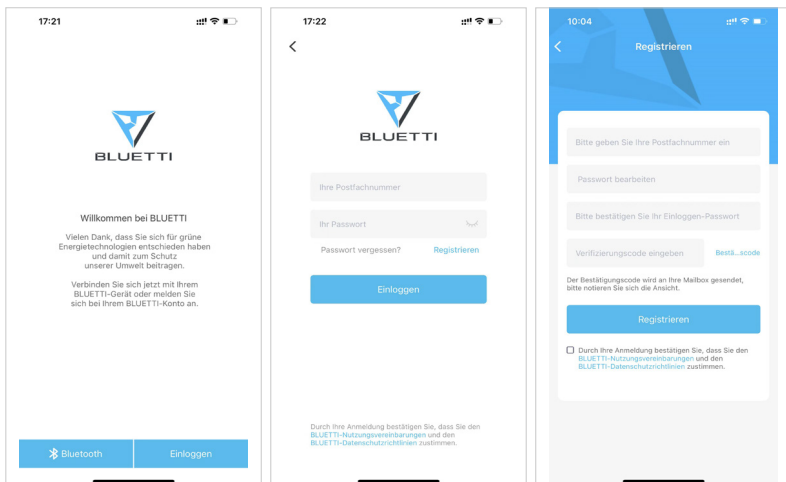 17:21
BLUETTI
Willkommen bei BLUETTI
Vielen Dank, dass Sie sich für grüne
Energietechnologien entschieden haben
und damit zum Schutz
unserer Umwelt beitragen.
Verbinden Sie sich jetzt mit Ihrem
BLUETTI-Gerät oder melden Sie
sich bei Ihrem BLUETTI-Konto an.
Bluetooth
Einloggen
17:22
BLUETTI
Ihre Postfachnummer
Ihr Passwort
Passwort vergessen?
Registrieren
Einloggen
Durch Ihre Anmeldung bestätigen Sie, dass Sie den
BLUETTI-Nutzungsvereinbarungen und den
BLUETTI-Datenschutzrichtlinien zustimmen.
10:04
Registrieren
Bitte geben Sie Ihre Postfachnummer ein
Passwort bearbeiten
Bitte bestätigen Sie Ihr Einloggen-Passwort
Verifizierungscode eingeben
Bestä...scode
Der Bestätigungscode wird an Ihre Mailbox gesendet,
bitte notieren Sie sich die Ansicht.
Registrieren
Durch Ihre Anmeldung bestätigen Sie, dass Sie den
BLUETTI-Nutzungsvereinbarungen und den
BLUETTI-Datenschutzrichtlinien zustimmen.